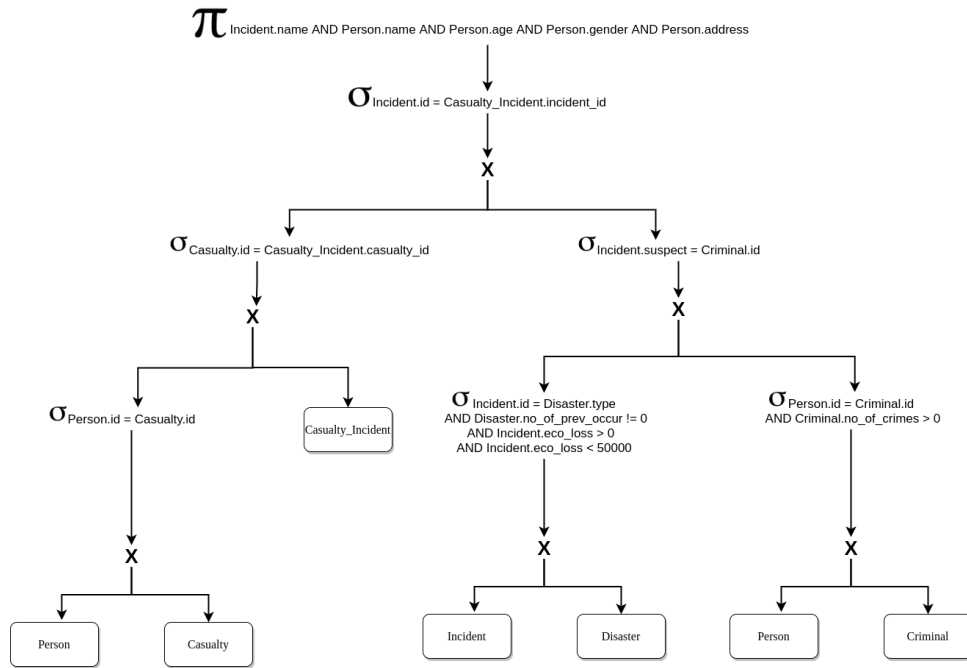 π Incident.name AND Person.name AND Person.age AND Person.gender AND Person.address
σ Incident.id = Casualty_Incident.incident_id
X
σ Casualty.id = Casualty_Incident.casualty_id
σ Incident.suspect = Criminal.id
X
X
σ Person.id = Casualty.id
Casualty_Incident
σ Incident.id = Disaster.type
AND Disaster.no_of_prev_occur != 0
AND Incident.eco_loss > 0
AND Incident.eco_loss < 50000
σ Person.id = Criminal.id
AND Criminal.no_of_crimes > 0
X
X
X
Person
Casualty
Incident
Disaster
Person
Criminal